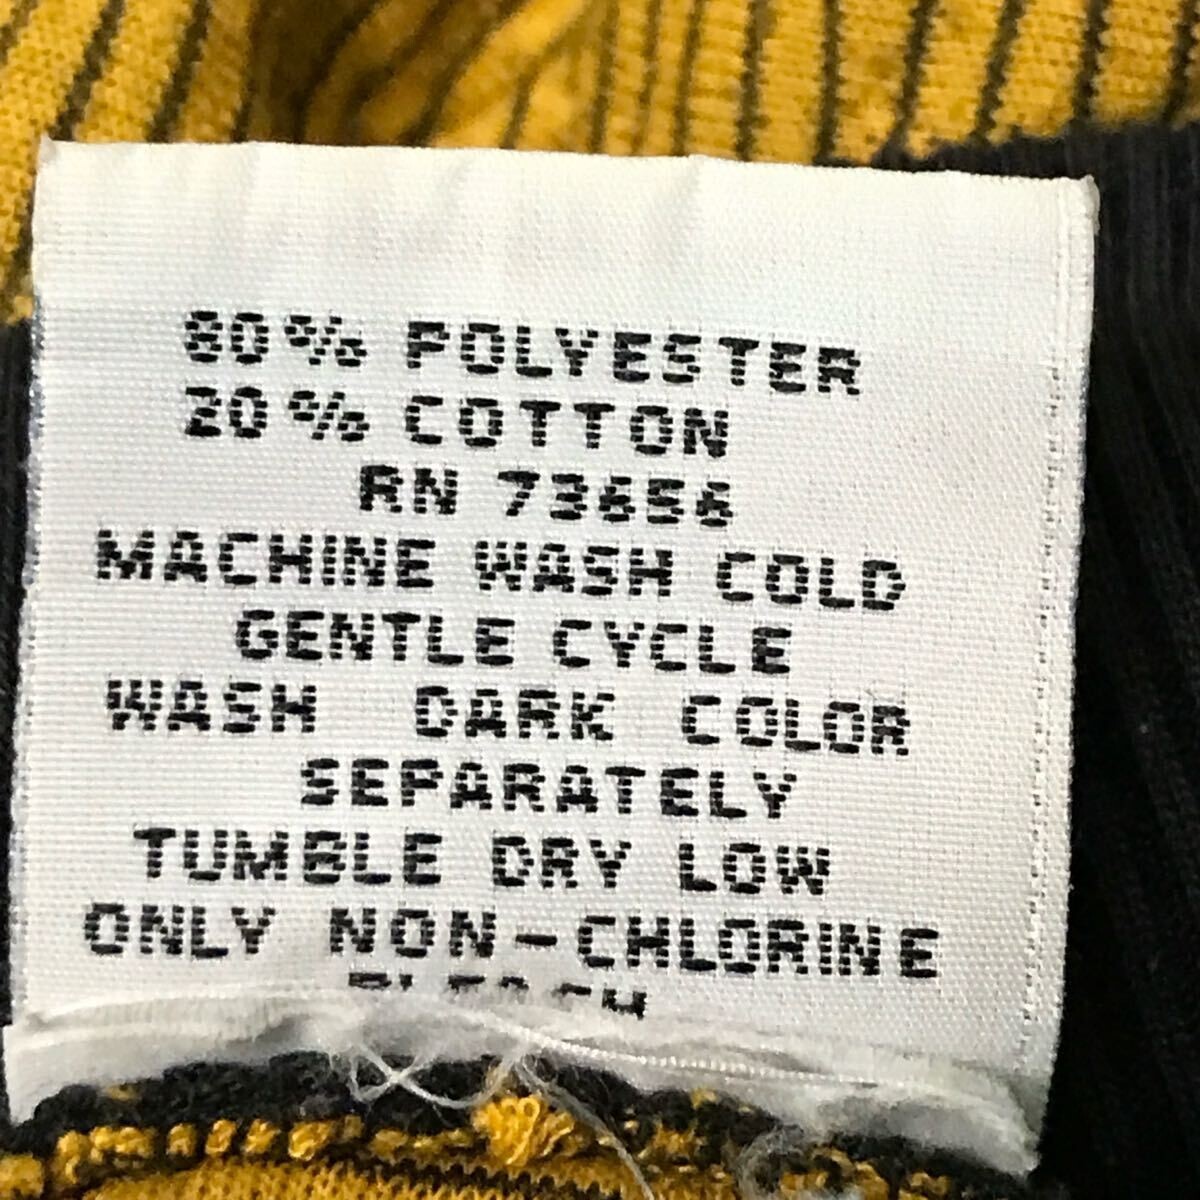 80% POLYESTER
20% COTTON
RN 73656
MACHINE WASH COLD
GENTLE CYCLE
WASH DARK COLOR
SEPARATELY
TUMBLE DRY LOW
ONLY NON-CHLORINE
BLEACH